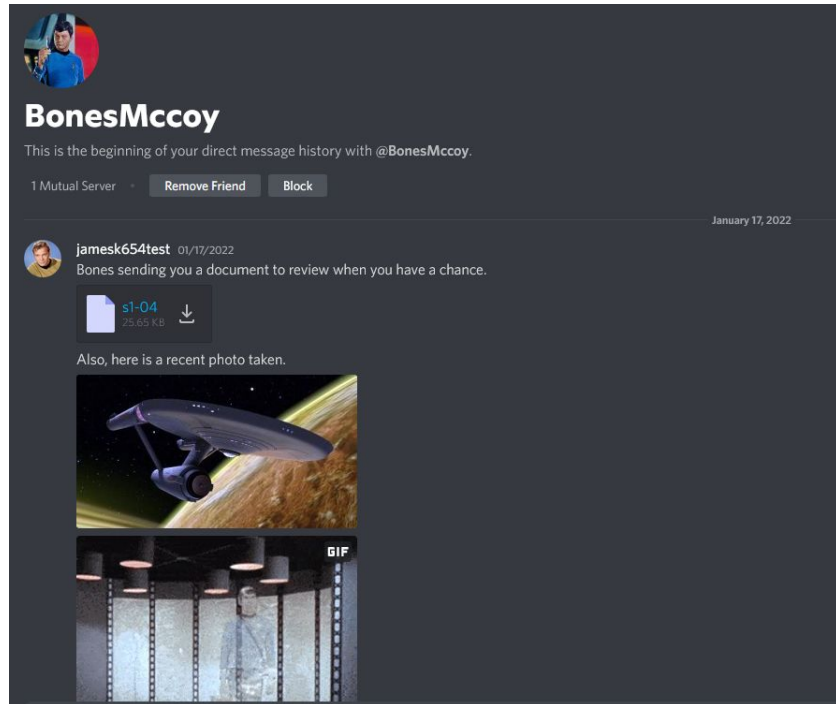 BonesMccoy
This is the beginning of your direct message history with @BonesMccoy.
1 Mutual Server • Remove Friend Block
January 17, 2022
jamesk654test 01/17/2022
Bones sending you a document to review when you have a chance.
s1-04
25.65 KB
Also, here is a recent photo taken.
GIF